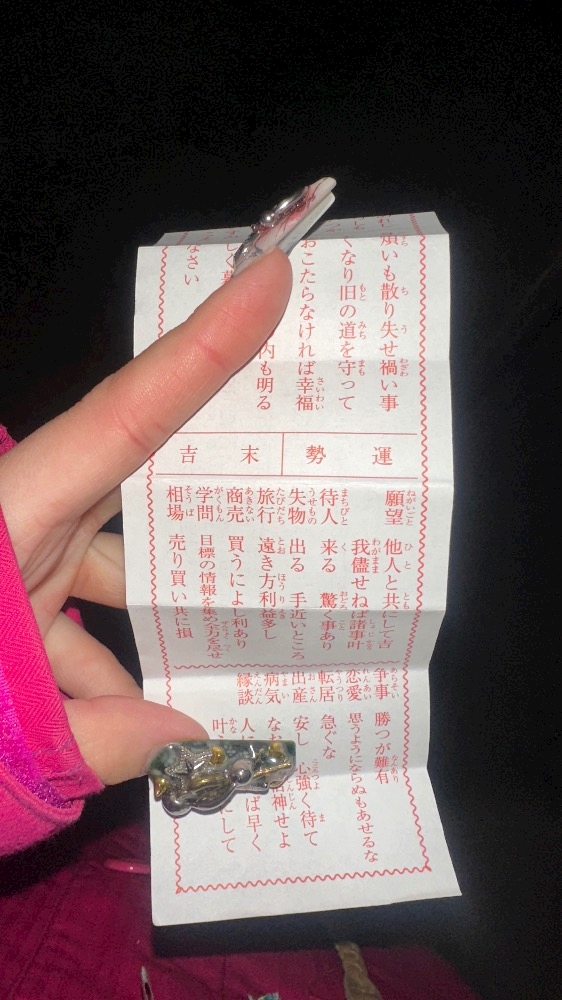 煩いも散り失せ禍い事
くなり旧の道を守って
おこたらなければ幸福
内も明る
なさい
運勢 末吉
願望 他人と共にして吉
我儘せねば諸事叶
待人 来る 驚く事あり
失物 出る 手近いところ
旅行 遠き方利益多し
商売 買うによし利あり
学問 目標の情報を集め全力を尽せ
相場 売り買い共に損
争事 勝つが難有
恋愛 思うようにならぬもあせるな
転居 急ぐな
出産 安し 心強く待て
病気 なお 信神せよ
縁談 人に ば早く
叶 にして